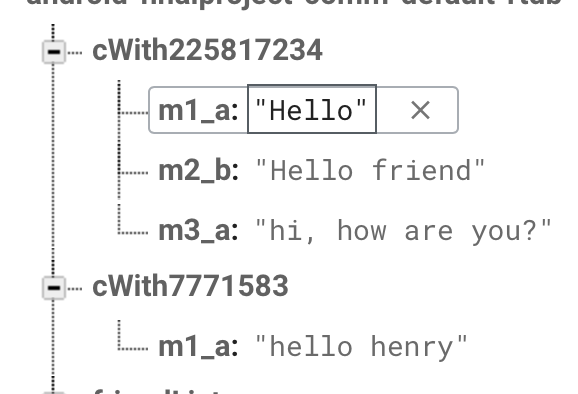 cWith225817234
m1_a: "Hello"
m2_b: "Hello friend"
m3_a: "hi, how are you?"
cWith7771583
m1_a: "hello henry"